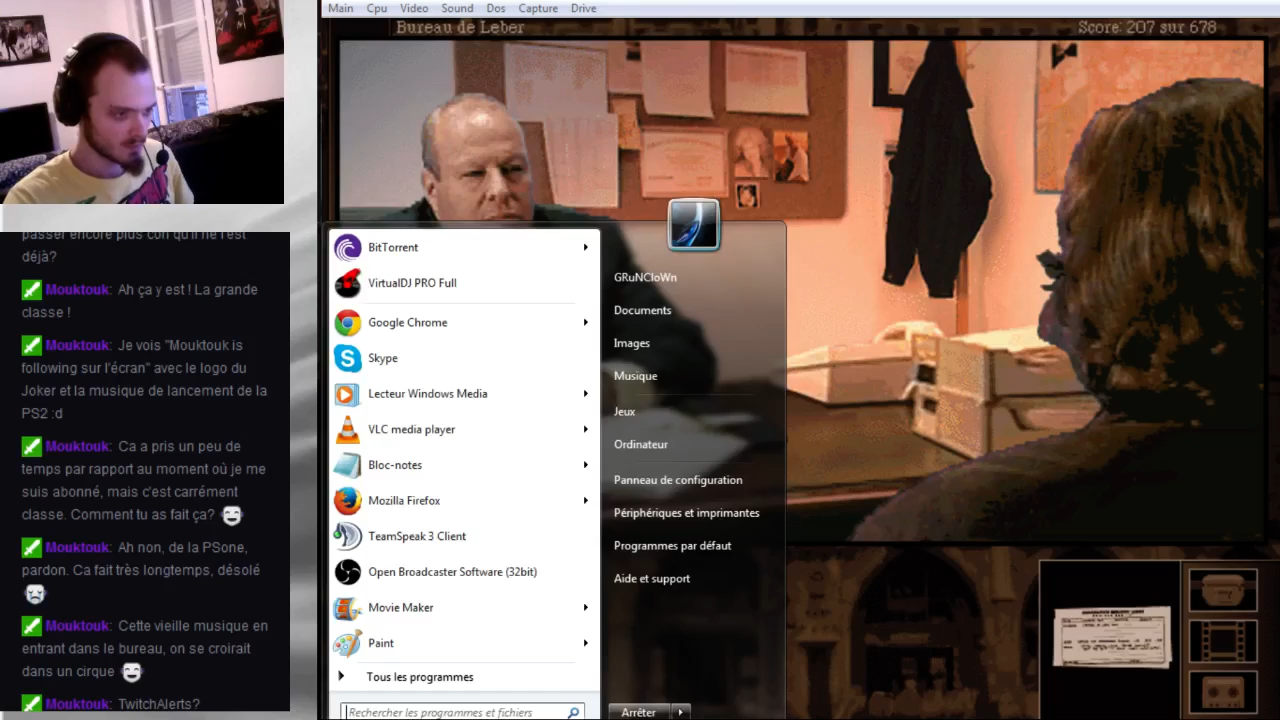 Main Cpu Video Sound Dos Capture Drive
Bureau de Leber
Score: 207 sur 678
passer encore plus con qu'il ne l'est
déjà?
Mouktouk: Ah ça y est ! La grande
classe !
Mouktouk: Je vois "Mouktouk is
following sur l'écran" avec le logo du
Joker et la musique de lancement de la
PS2 :d
Mouktouk: Ca a pris un peu de
temps par rapport au moment où je me
suis abonné, mais c'est carrément
classe. Comment tu as fait ça?
Mouktouk: Ah non, de la PSone,
pardon. Ca fait très longtemps, désolé
Mouktouk: Cette vieille musique en
entrant dans le bureau, on se croirait
dans un cirque
Mouktouk: TwitchAlerts?
BitTorrent
VirtualDJ PRO Full
Google Chrome
Skype
Lecteur Windows Media
VLC media player
Bloc-notes
Mozilla Firefox
TeamSpeak 3 Client
Open Broadcaster Software (32bit)
Movie Maker
Paint
Tous les programmes
Rechercher les programmes et fichiers
GRuNCloWn
Documents
Images
Musique
Jeux
Ordinateur
Panneau de configuration
Périphériques et imprimantes
Programmes par défaut
Aide et support
Arrêter